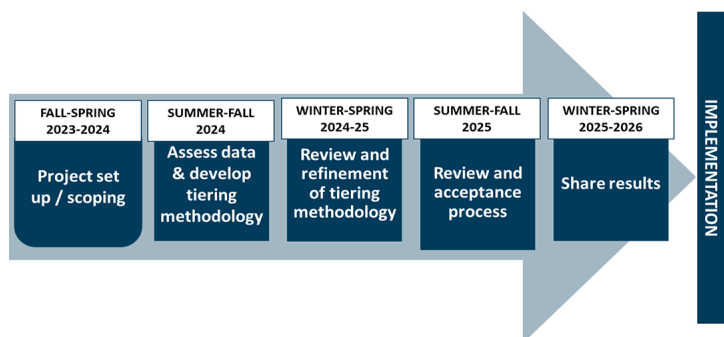 FALL-SPRING
2023-2024
Project set
up / scoping
SUMMER-FALL
2024
Assess data
& develop
tiering
methodology
WINTER-SPRING
2024-25
Review and
refinement
of tiering
methodology
SUMMER-FALL
2025
Review and
acceptance
process
WINTER-SPRING
2025-2026
Share results
IMPLEMENTATION